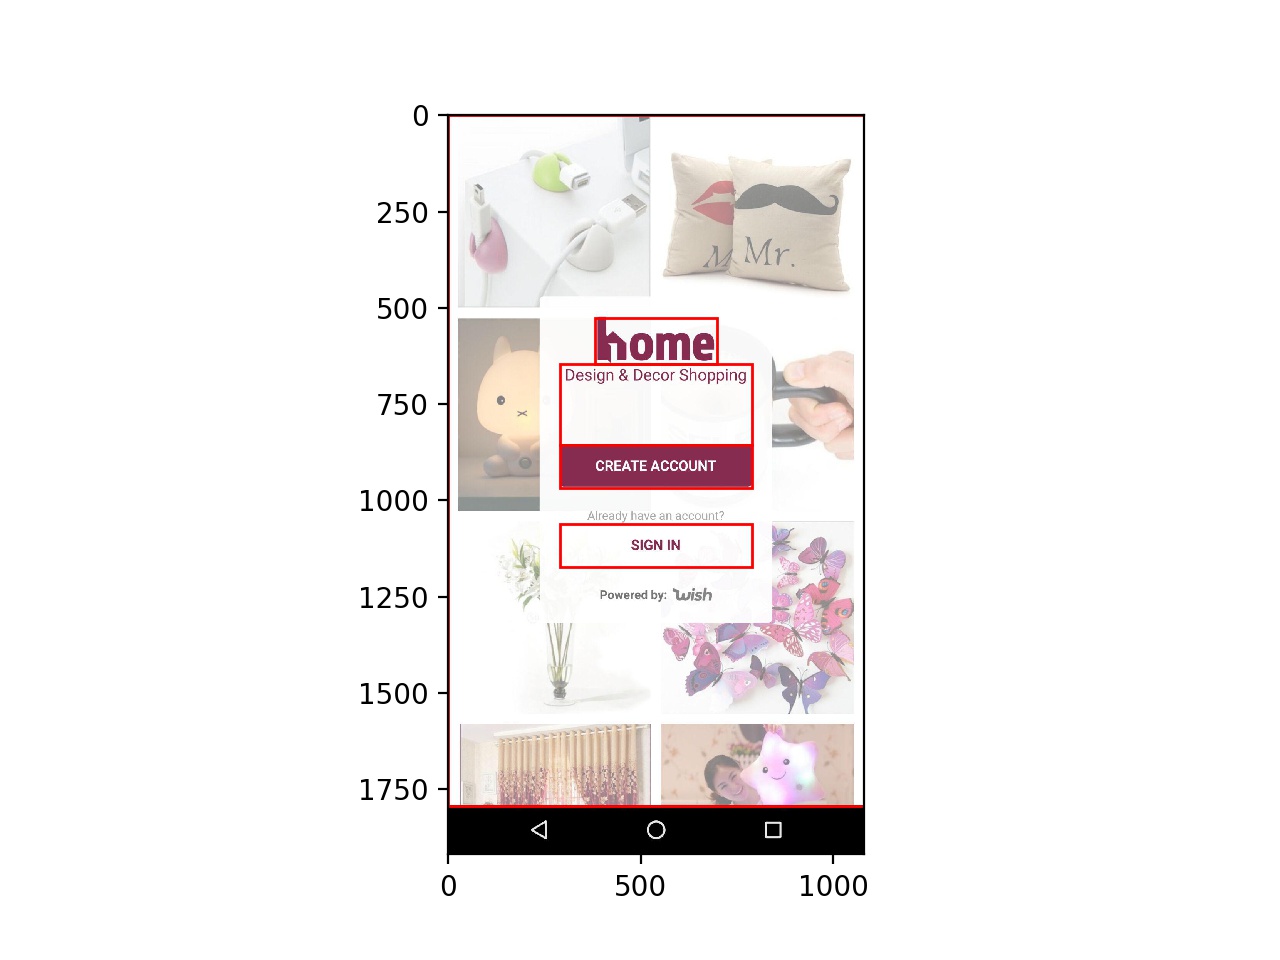 0
250
500
750
1000
1250
1500
1750
0 500 1000
M Mr.
home
Design & Decor Shopping
CREATE ACCOUNT
Already have an account?
SIGN IN
Powered by: wish